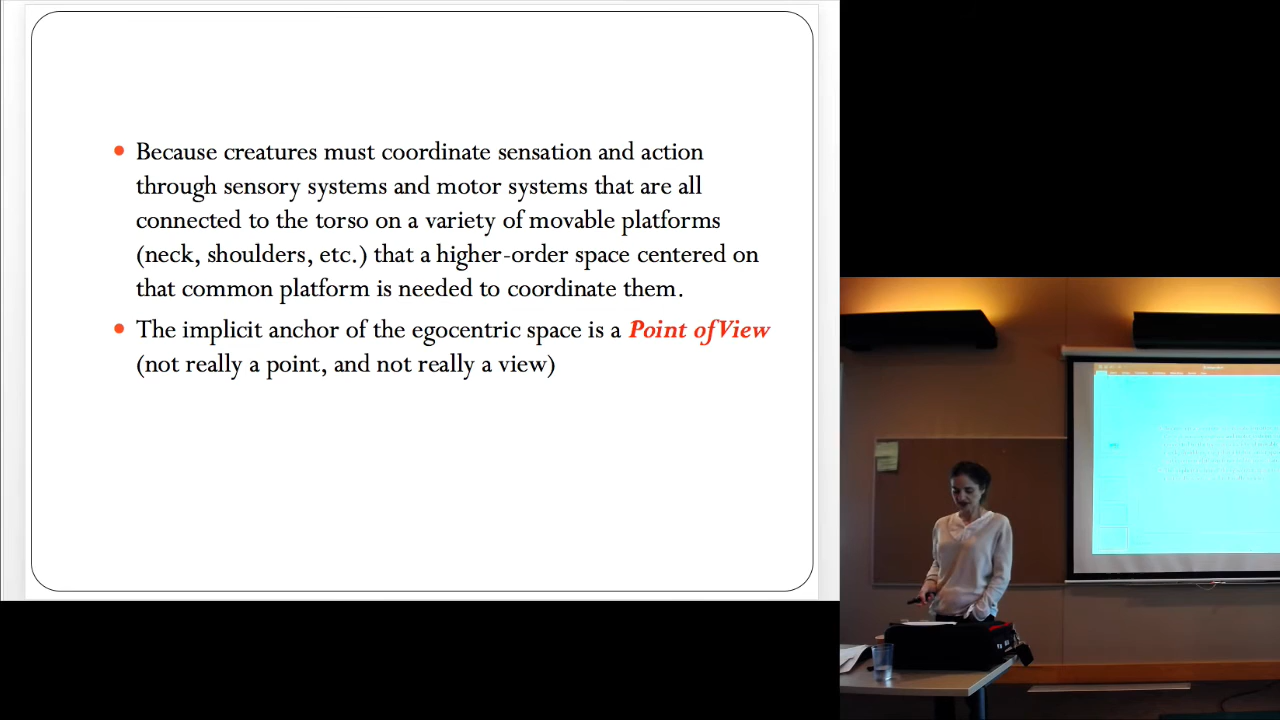 Because creatures must coordinate sensation and action
through sensory systems and motor systems that are all
connected to the torso on a variety of movable platforms
(neck, shoulders, etc.) that a higher-order space centered on
that common platform is needed to coordinate them.
The implicit anchor of the egocentric space is a Point of View
(not really a point, and not really a view)